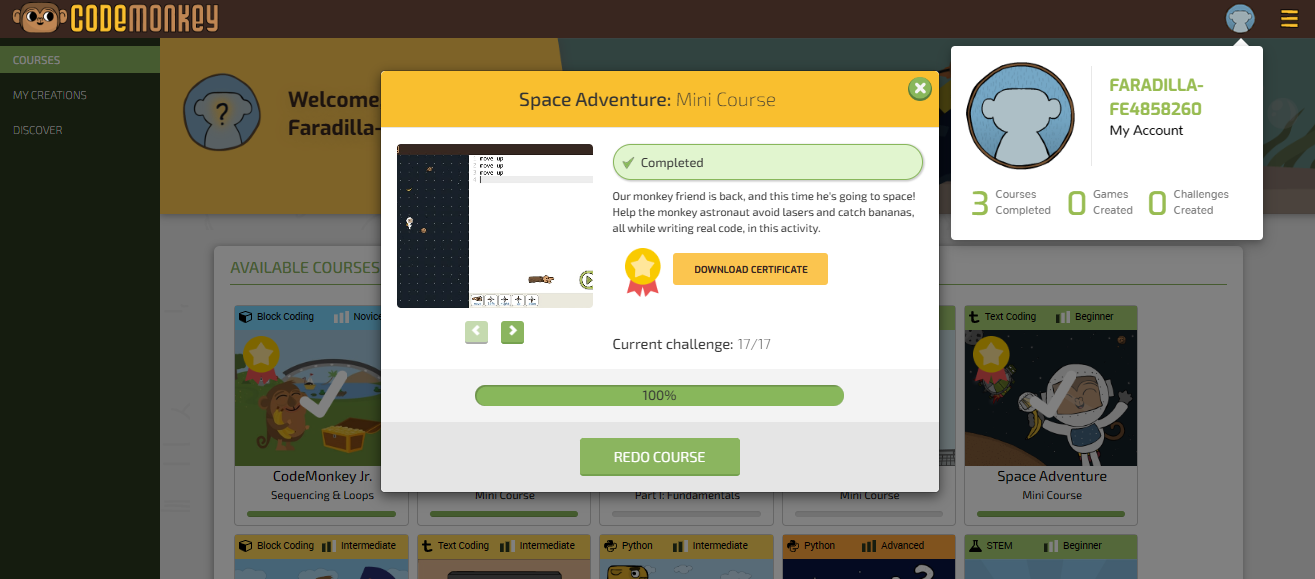 CODEMONKEY
COURSES
MY CREATIONS
DISCOVER
?
Welcome
Faradilla-
FARADILLA-
FE4858260
My Account
3 Courses Completed
0 Games Created
0 Challenges Created
Space Adventure: Mini Course
move up
move up
move up
Completed
Our monkey friend is back, and this time he's going to space!
Help the monkey astronaut avoid lasers and catch bananas,
all while writing real code, in this activity.
DOWNLOAD CERTIFICATE
Current challenge: 17/17
100%
REDO COURSE
AVAILABLE COURSES
Block Coding Novice
Text Coding Beginner
CodeMonkey Jr.
Sequencing & Loops
Mini Course
Part I: Fundamentals
Mini Course
Space Adventure
Mini Course
Block Coding Intermediate
Text Coding Intermediate
Python Intermediate
Python Advanced
STEM Beginner